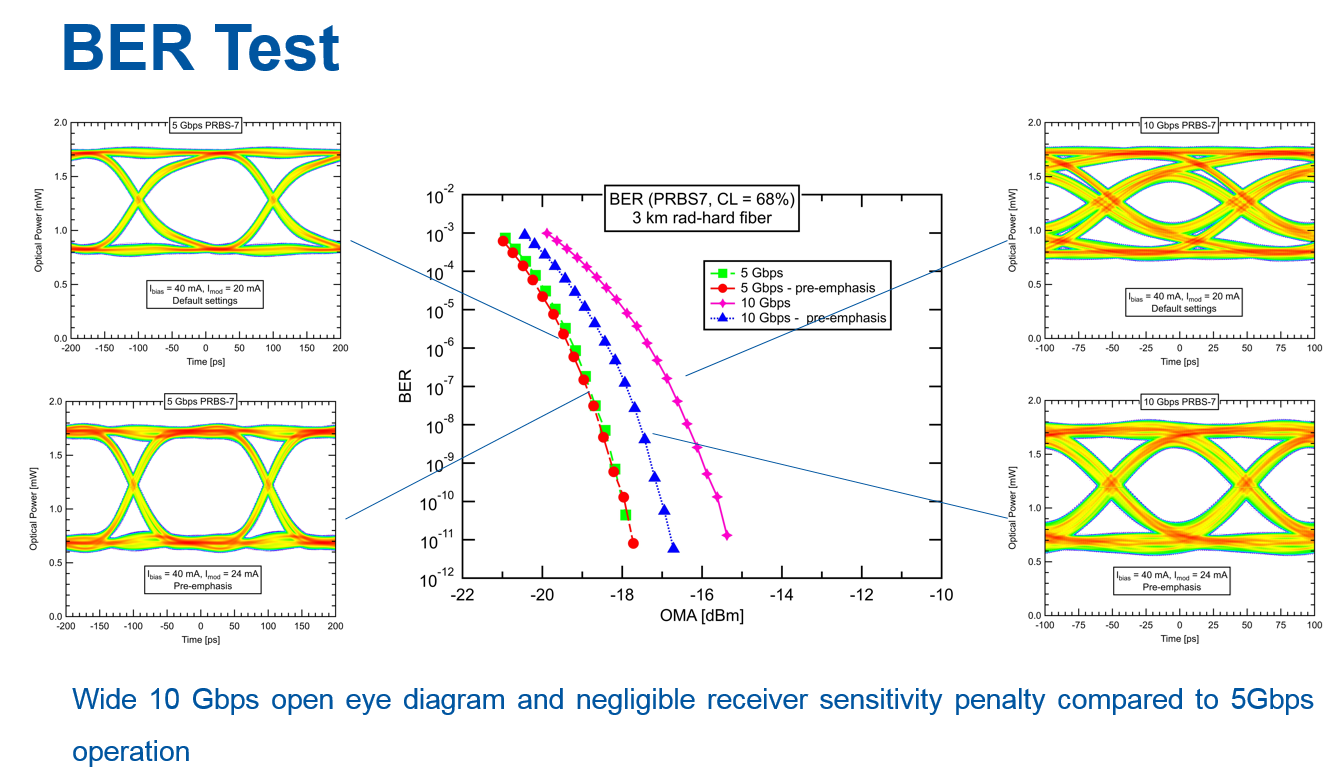 BER Test
5 Gbps PRBS-7
2.0
1.5
1.0
0.5
0.0
Optical Power [mW]
I_bias = 40 mA, I_mod = 20 mA
Default settings
-200 -150 -100 -50 0 50 100 150 200
Time [ps]
5 Gbps PRBS-7
2.0
1.5
1.0
0.5
0.0
Optical Power [mW]
I_bias = 40 mA, I_mod = 24 mA
Pre-emphasis
-200 -150 -100 -50 0 50 100 150 200
Time [ps]
BER (PRBS7, CL = 68%)
3 km rad-hard fiber
5 Gbps
5 Gbps - pre-emphasis
10 Gbps
10 Gbps - pre-emphasis
10^-2
10^-3
10^-4
10^-5
10^-6
10^-7
10^-8
10^-9
10^-10
10^-11
10^-12
BER
-22 -20 -18 -16 -14 -12 -10
OMA [dBm]
10 Gbps PRBS-7
2.0
1.5
1.0
0.5
0.0
Optical Power [mW]
I_bias = 40 mA, I_mod = 20 mA
Default settings
-100 -75 -50 -25 0 25 50 75 100
Time [ps]
10 Gbps PRBS-7
2.0
1.5
1.0
0.5
0.0
Optical Power [mW]
I_bias = 40 mA, I_mod = 24 mA
Pre-emphasis
-100 -75 -50 -25 0 25 50 75 100
Time [ps]
Wide 10 Gbps open eye diagram and negligible receiver sensitivity penalty compared to 5Gbps
operation